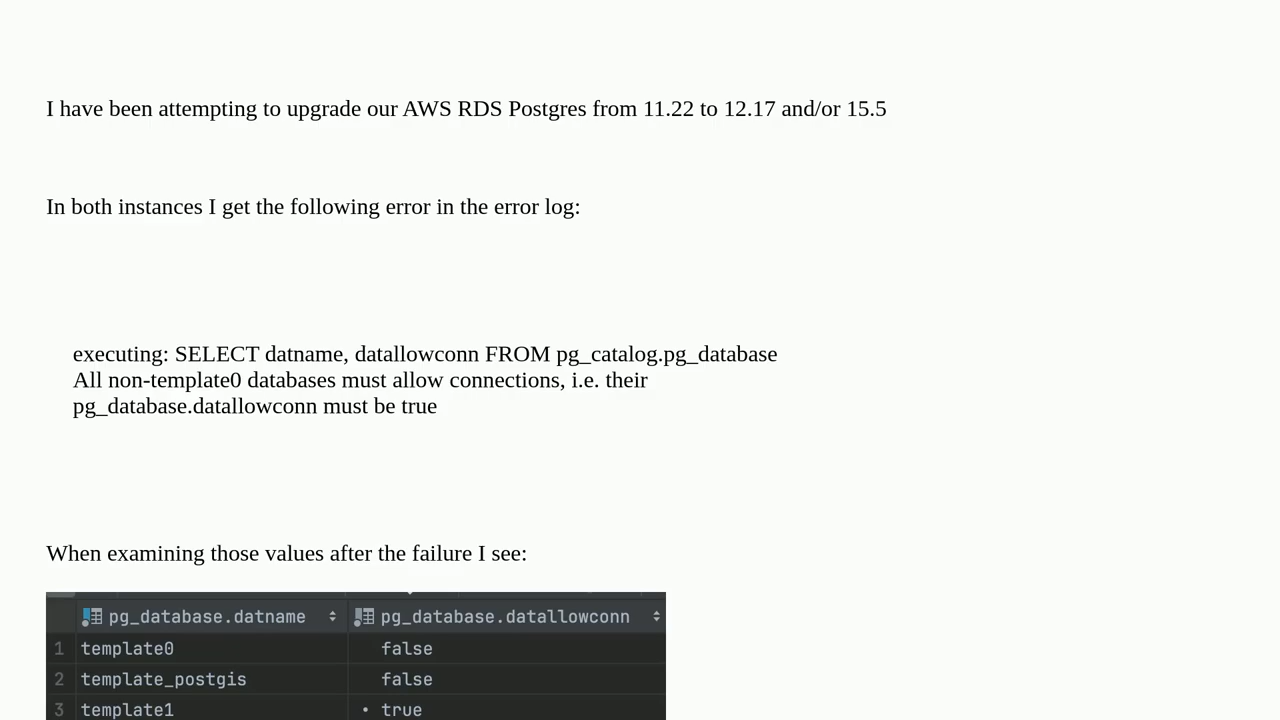 I have been attempting to upgrade our AWS RDS Postgres from 11.22 to 12.17 and/or 15.5
In both instances I get the following error in the error log:
executing: SELECT datname, datallowconn FROM pg_catalog.pg_database
All non-template0 databases must allow connections, i.e. their
pg_database.datallowconn must be true
When examining those values after the failure I see:
pg_database.datname pg_database.datallowconn
1 template0 false
2 template_postgis false
3 template1 • true